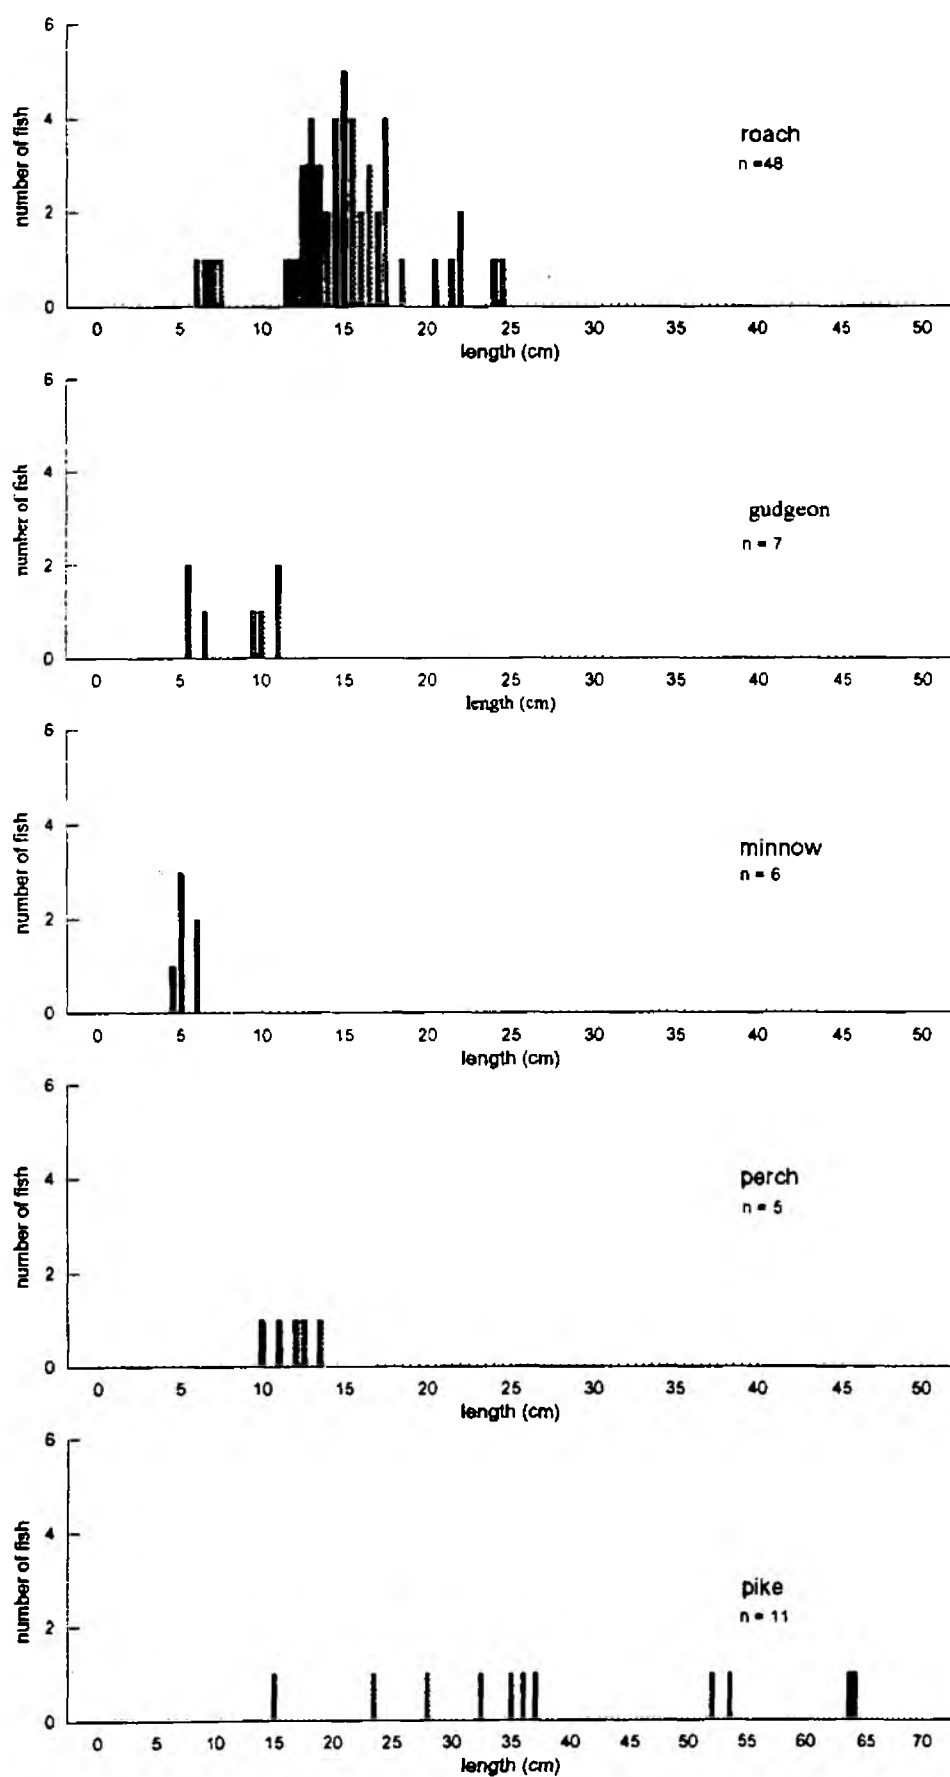 6
4
2
0
number of fish
roach
n =48
0 5 10 15 20 25 30 35 40 45 50
length (cm)
6
4
2
0
number of fish
gudgeon
n = 7
0 5 10 15 20 25 30 35 40 45 50
length (cm)
6
4
2
0
number of fish
minnow
n = 6
0 5 10 15 20 25 30 35 40 45 50
length (cm)
6
4
2
0
number of fish
perch
n = 5
0 5 10 15 20 25 30 35 40 45 50
length (cm)
6
4
2
0
number of fish
pike
n = 11
0 5 10 15 20 25 30 35 40 45 50 55 60 65 70
length (cm)